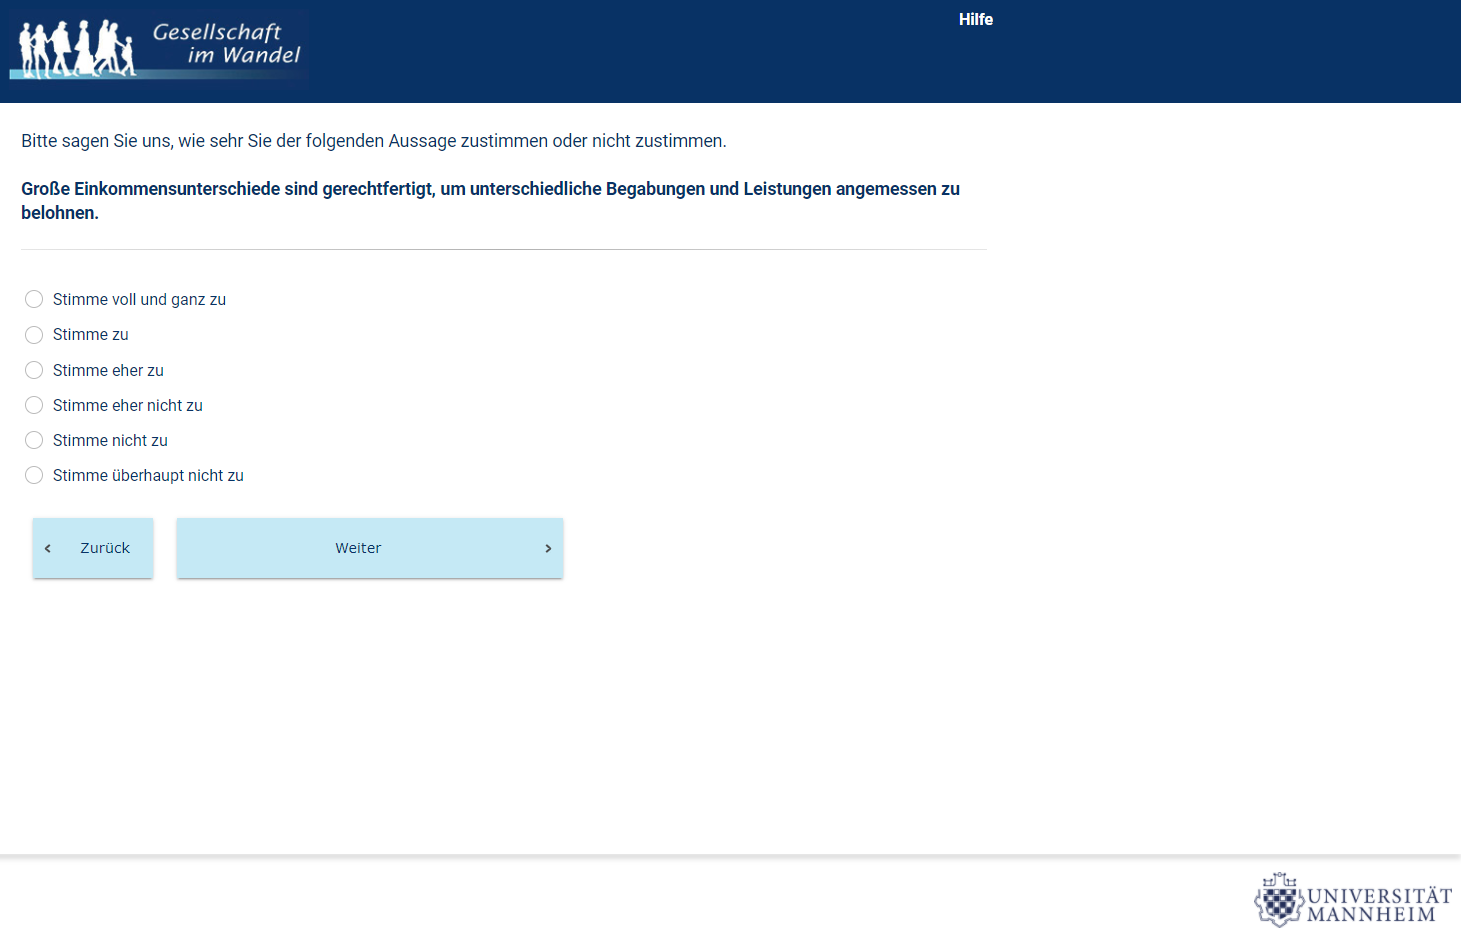 Gesellschaft
im Wandel
Hilfe
Bitte sagen Sie uns, wie sehr Sie der folgenden Aussage zustimmen oder nicht zustimmen.
Große Einkommensunterschiede sind gerechtfertigt, um unterschiedliche Begabungen und Leistungen angemessen zu
belohnen.
Stimme voll und ganz zu
Stimme zu
Stimme eher zu
Stimme eher nicht zu
Stimme nicht zu
Stimme überhaupt nicht zu
‹ Zurück
Weiter ›
UNIVERSITÄT
MANNHEIM